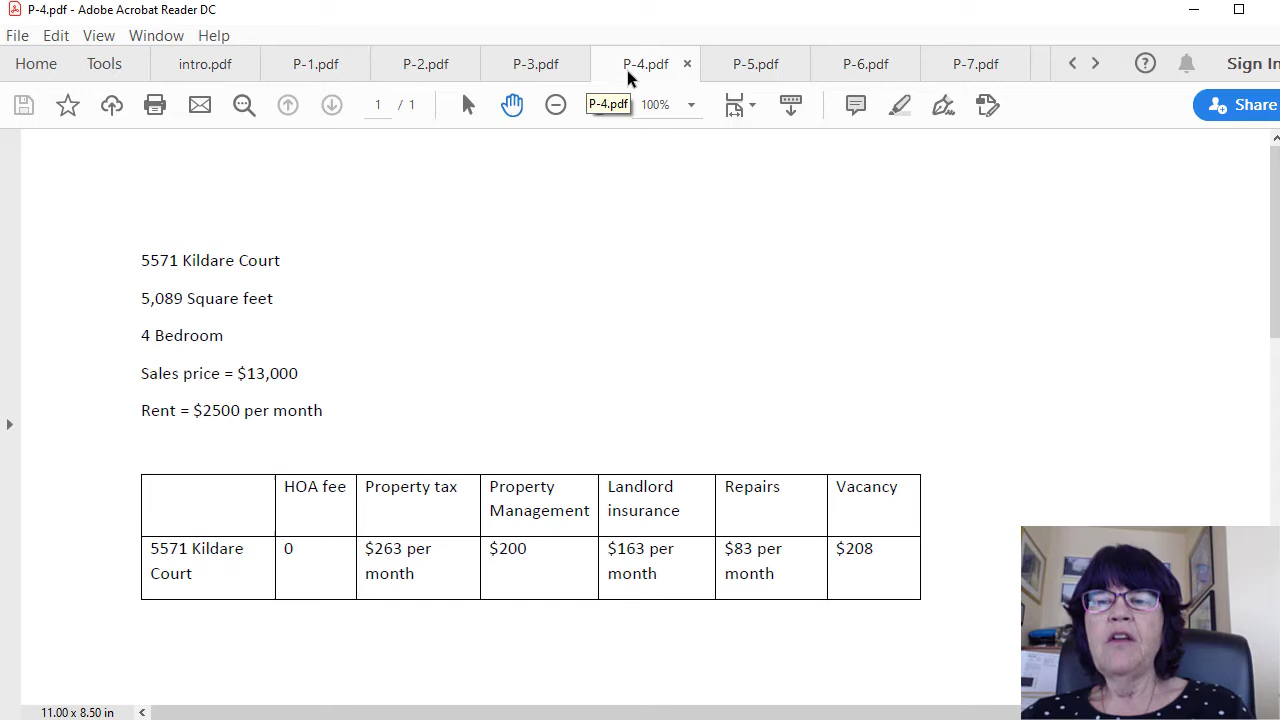 P-4.pdf - Adobe Acrobat Reader DC
File Edit View Window Help
Home Tools intro.pdf P-1.pdf P-2.pdf P-3.pdf P-4.pdf × P-5.pdf P-6.pdf P-7.pdf Sign In
1 / 1 P-4.pdf 100% Share
5571 Kildare Court
5,089 Square feet
4 Bedroom
Sales price = $13,000
Rent = $2500 per month
HOA fee Property tax Property Management Landlord insurance Repairs Vacancy
5571 Kildare Court 0 $263 per month $200 $163 per month $83 per month $208
11.00 x 8.50 in